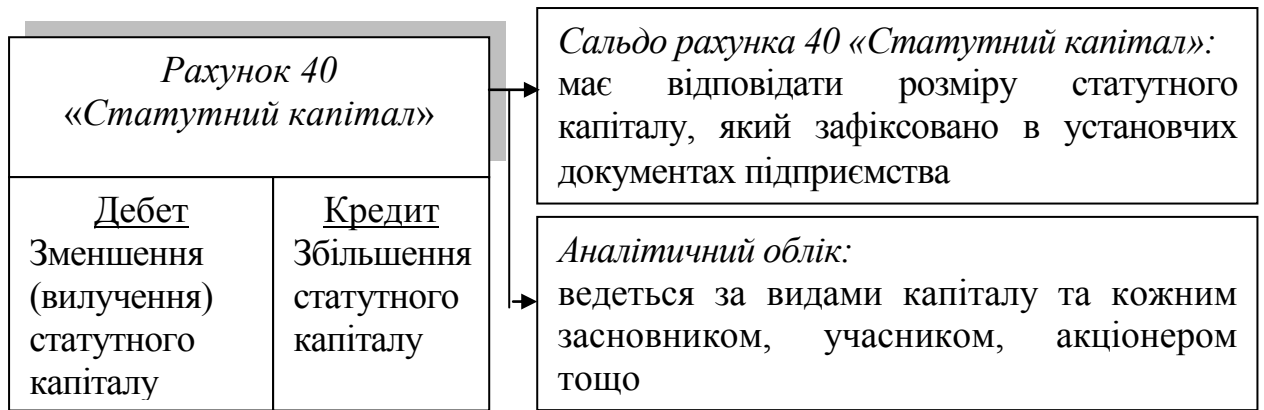 Рахунок 40
«Статутний капітал»
Дебет
Зменшення
(вилучення)
статутного
капіталу
Кредит
Збільшення
статутного
капіталу
Сальдо рахунка 40 «Статутний капітал»:
має відповідати розміру статутного
капіталу, який зафіксовано в установчих
документах підприємства
Аналітичний облік:
ведеться за видами капіталу та кожним
засновником, учасником, акціонером
тощо